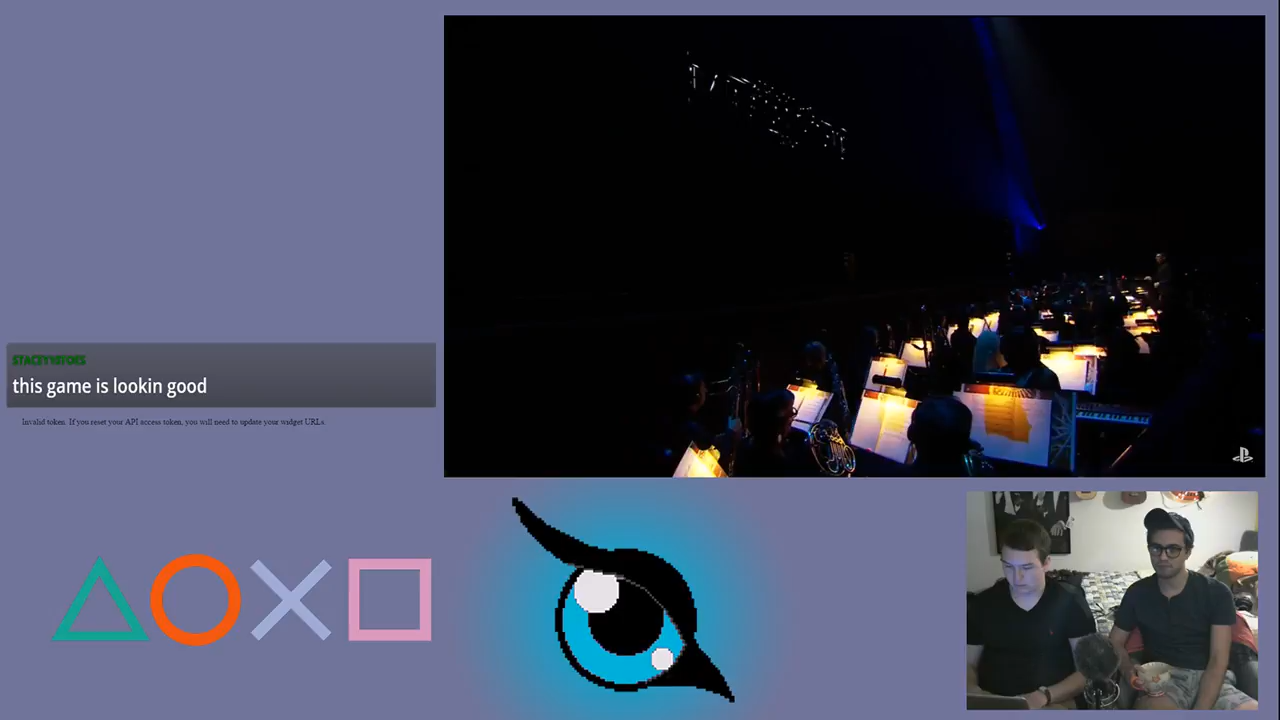 STACEY16TOES
this game is lookin good
Invalid token. If you reset your API access token, you will need to update your widget URLs.